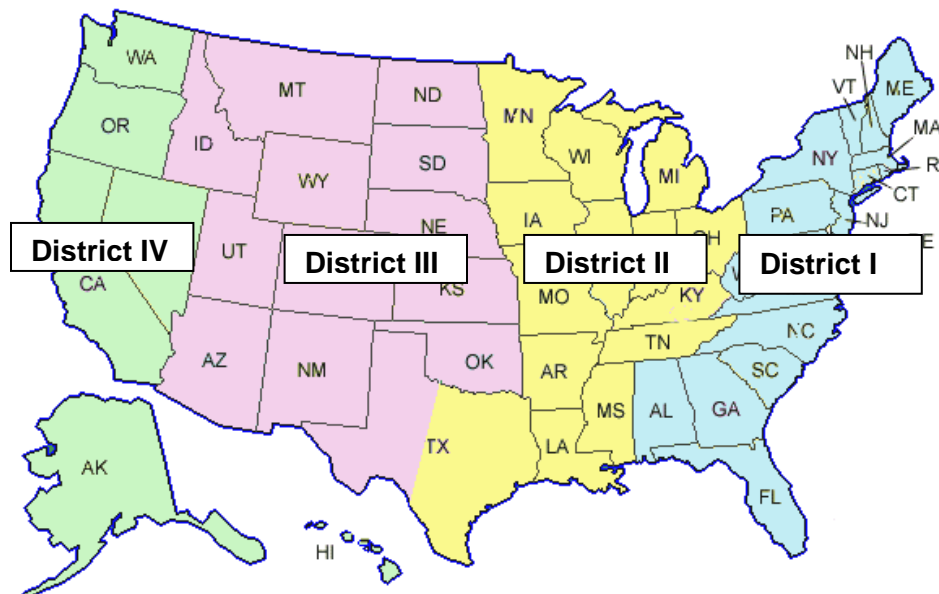 NH
WA
VT
ME
MT
ND
MN
OR
MA
ID
WI
NY
R
SD
MI
WY
CT
PA
IA
NE
NJ
UT
OH
E
District IV
District III
District II
District I
CA
KS
KY
MO
NC
TN
AZ
NM
OK
AR
SC
MS
AL
GA
TX
LA
AK
FL
HI